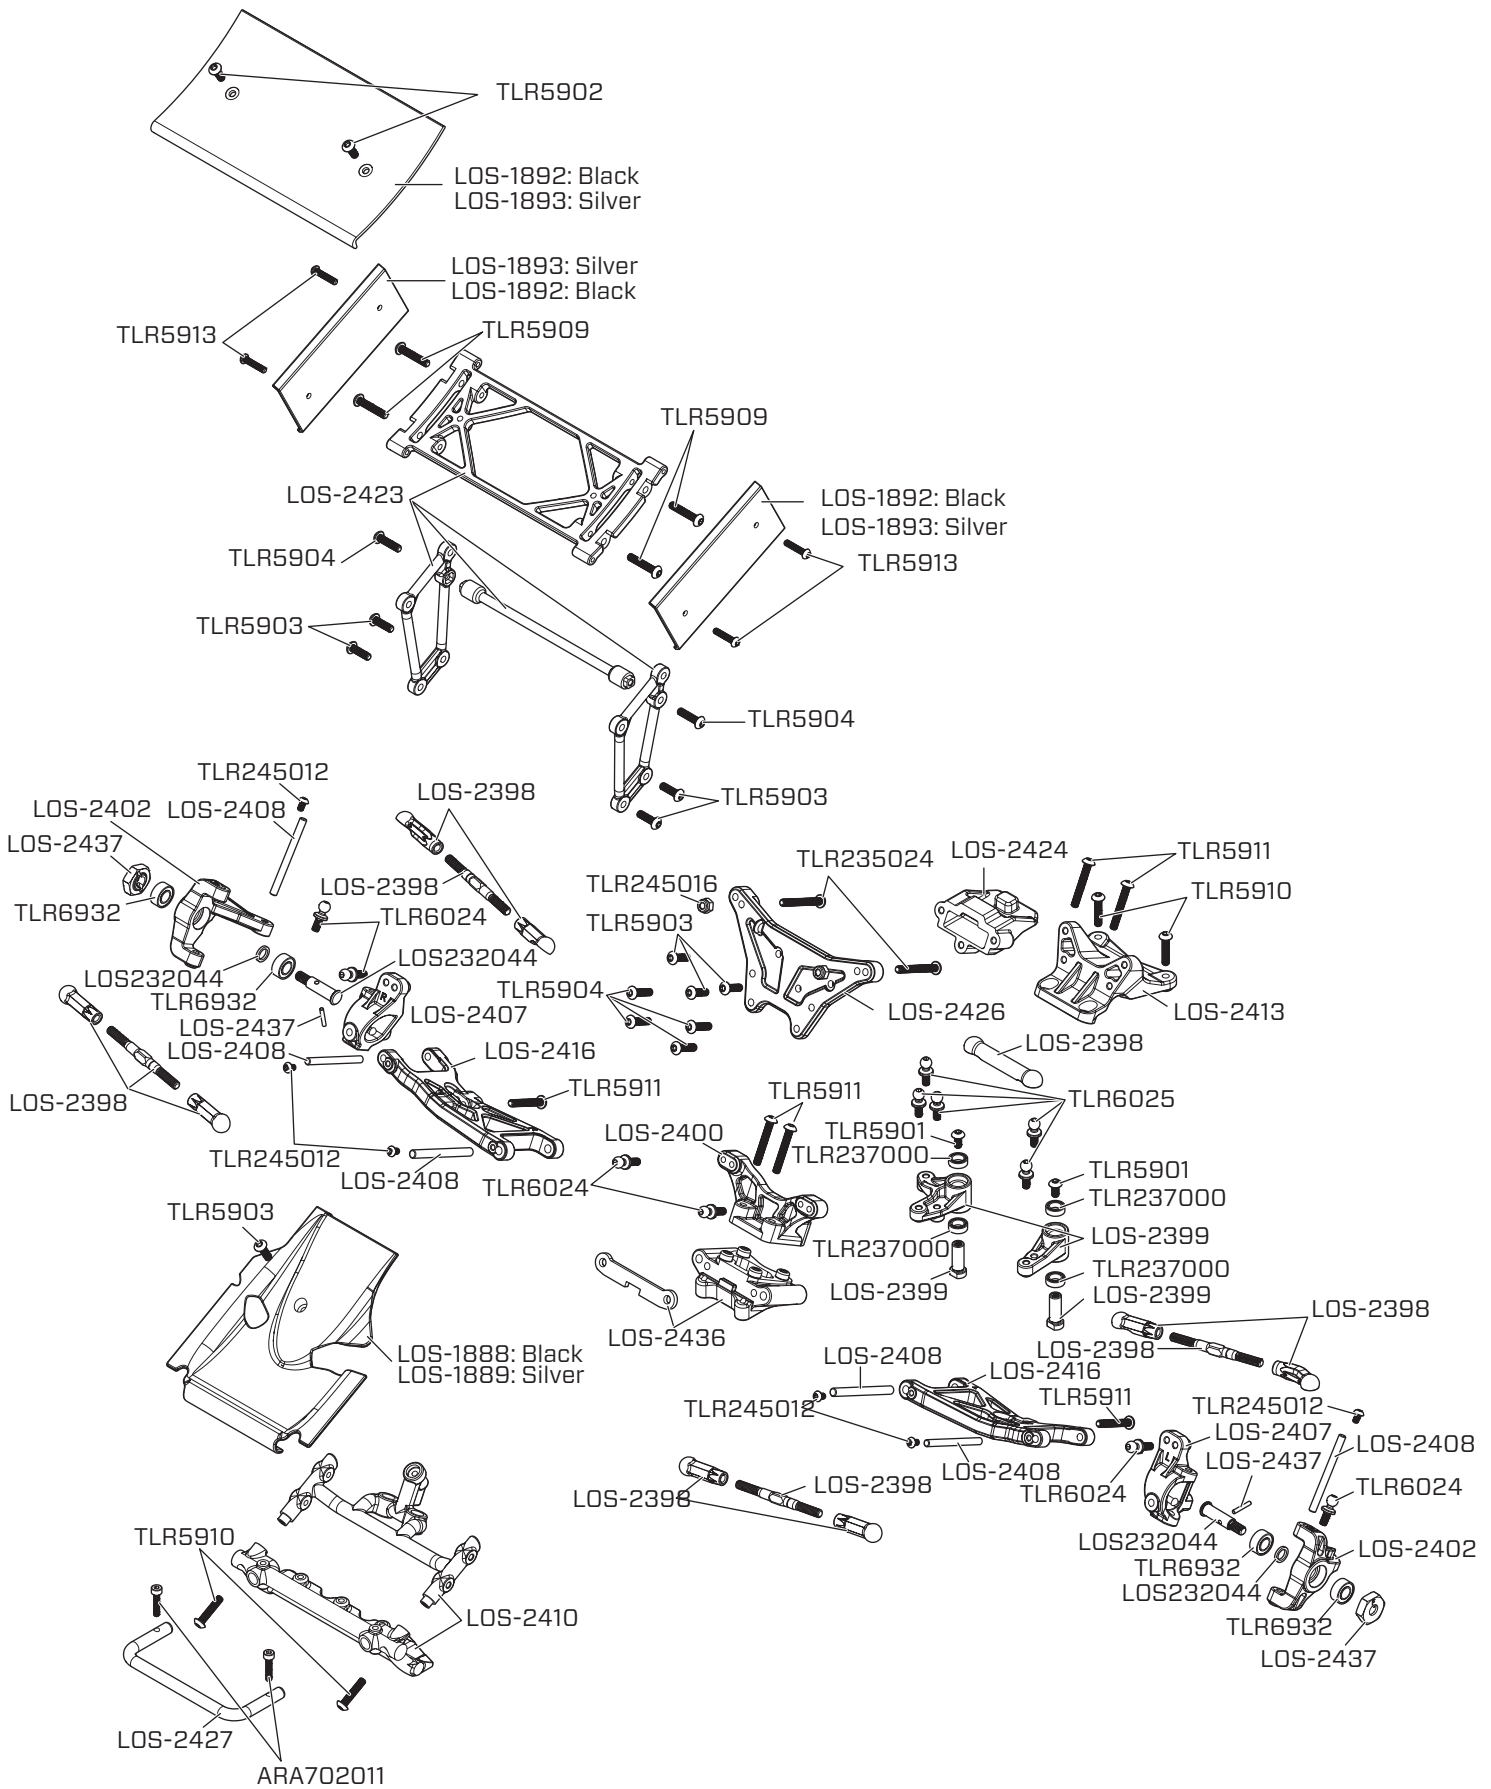 TLR5902
LOS-1892: Black
LOS-1893: Silver
LOS-1893: Silver
LOS-1892: Black
TLR5913
TLR5909
TLR5909
LOS-2423
LOS-1892: Black
LOS-1893: Silver
TLR5904
TLR5913
TLR5903
TLR5904
TLR245012
LOS-2398
TLR5903
LOS-2402
LOS-2408
LOS-2437
LOS-2424
TLR5911
TLR235024
LOS-2398
TLR245016
TLR5910
TLR6932
TLR6024
TLR5903
LOS232044
LOS232044
TLR6932
TLR5904
R
LOS-2437
LOS-2407
LOS-2426
LOS-2413
LOS-2408
LOS-2416
LOS-2398
TLR5911
TLR5911
LOS-2398
TLR6025
LOS-2400
TLR5901
TLR245012
TLR237000
LOS-2408
TLR5901
TLR6024
TLR237000
TLR5903
LOS-2399
TLR237000
TLR237000
LOS-2399
LOS-2399
LOS-2398
LOS-2436
LOS-1888: Black
LOS-1889: Silver
LOS-2408
LOS-2398
LOS-2416
TLR5911
TLR245012
TLR245012
LOS-2407
L
LOS-2408
LOS-2437
LOS-2408
LOS-2398
LOS-2398
TLR6024
TLR6024
TLR5910
LOS232044
LOS-2402
TLR6932
LOS232044
LOS-2410
TLR6932
LOS-2437
LOS-2427
ARA702011